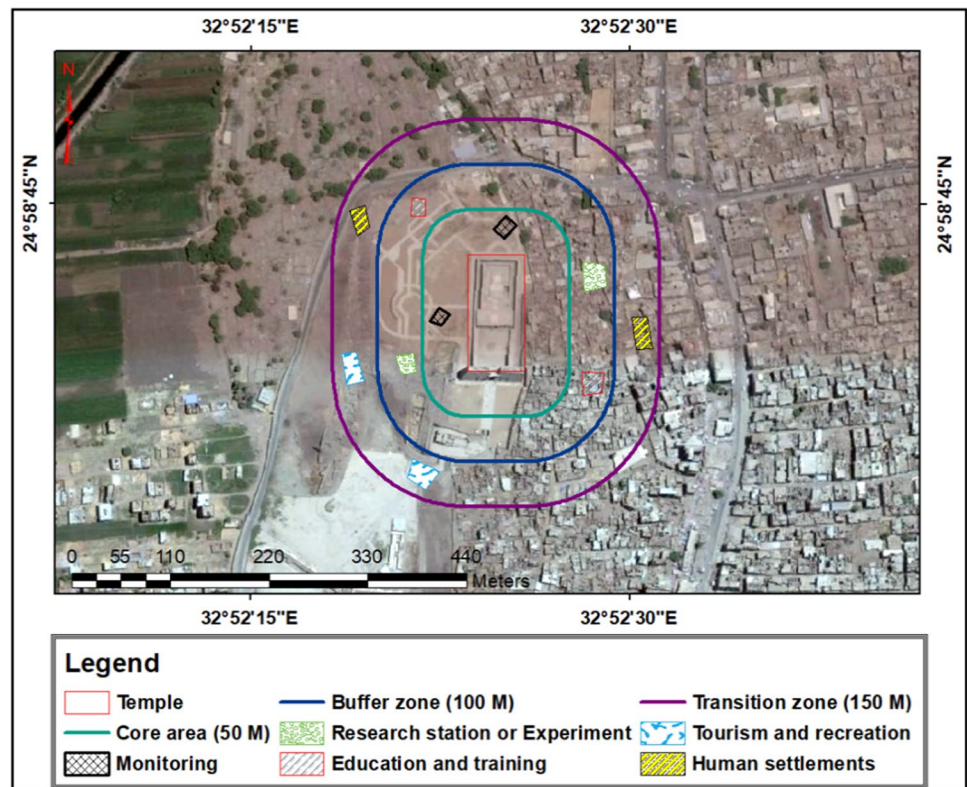 32°52'15"E 32°52'30"E
N
24°58'45"N 24°58'45"N
0 55 110 220 330 440
Meters
32°52'15"E 32°52'30"E
Legend
Temple Buffer zone (100 M) Transition zone (150 M)
Core area (50 M) Research station or Experiment Tourism and recreation
Monitoring Education and training Human settlements